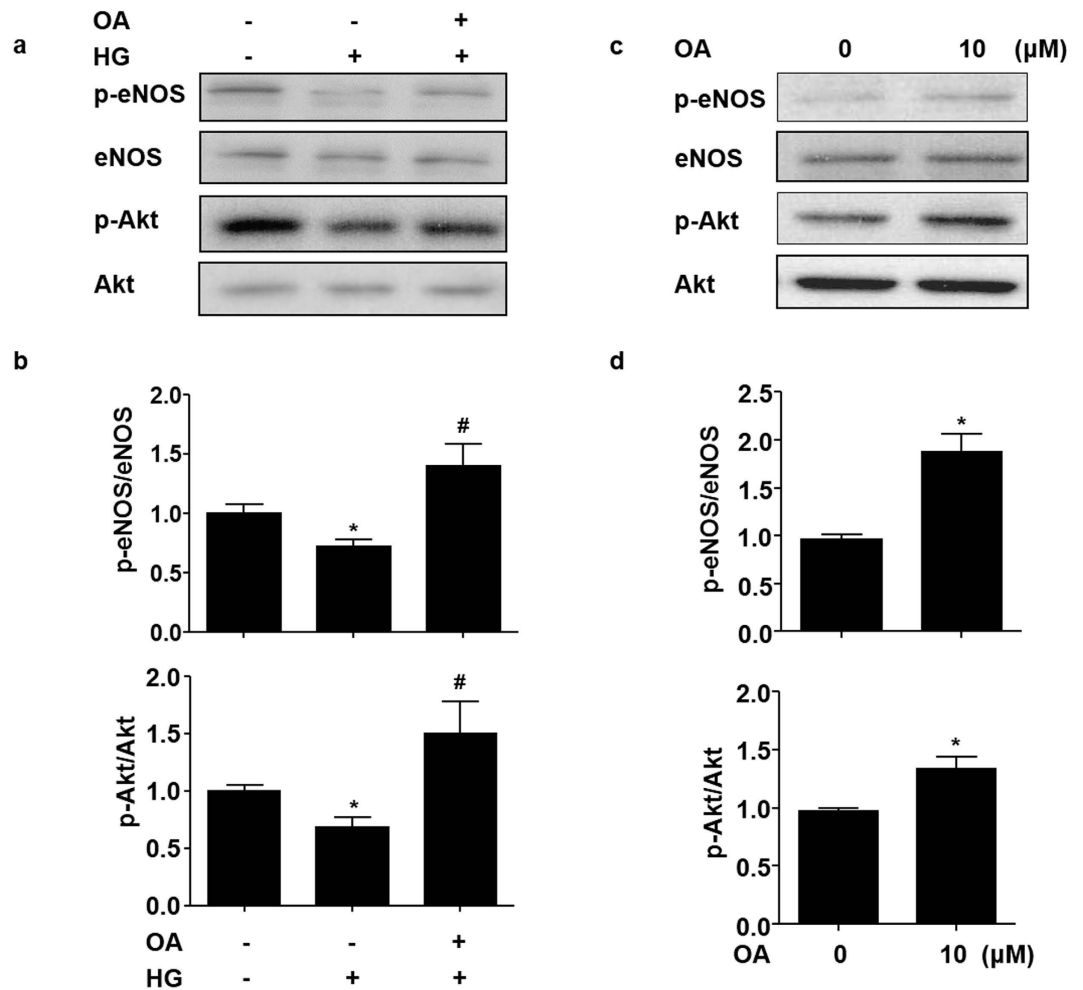 a
OA - - +
HG - + +
p-eNOS
eNOS
p-Akt
Akt
c
OA 0 10 (μM)
p-eNOS
eNOS
p-Akt
Akt
b
p-eNOS/eNOS
2.0
1.5
1.0
0.5
0.0
* #
p-Akt/Akt
2.0
1.5
1.0
0.5
0.0
* #
OA - - +
HG - + +
d
p-eNOS/eNOS
2.5
2.0
1.5
1.0
0.5
0.0
*
p-Akt/Akt
2.0
1.5
1.0
0.5
0.0
*
OA 0 10 (μM)